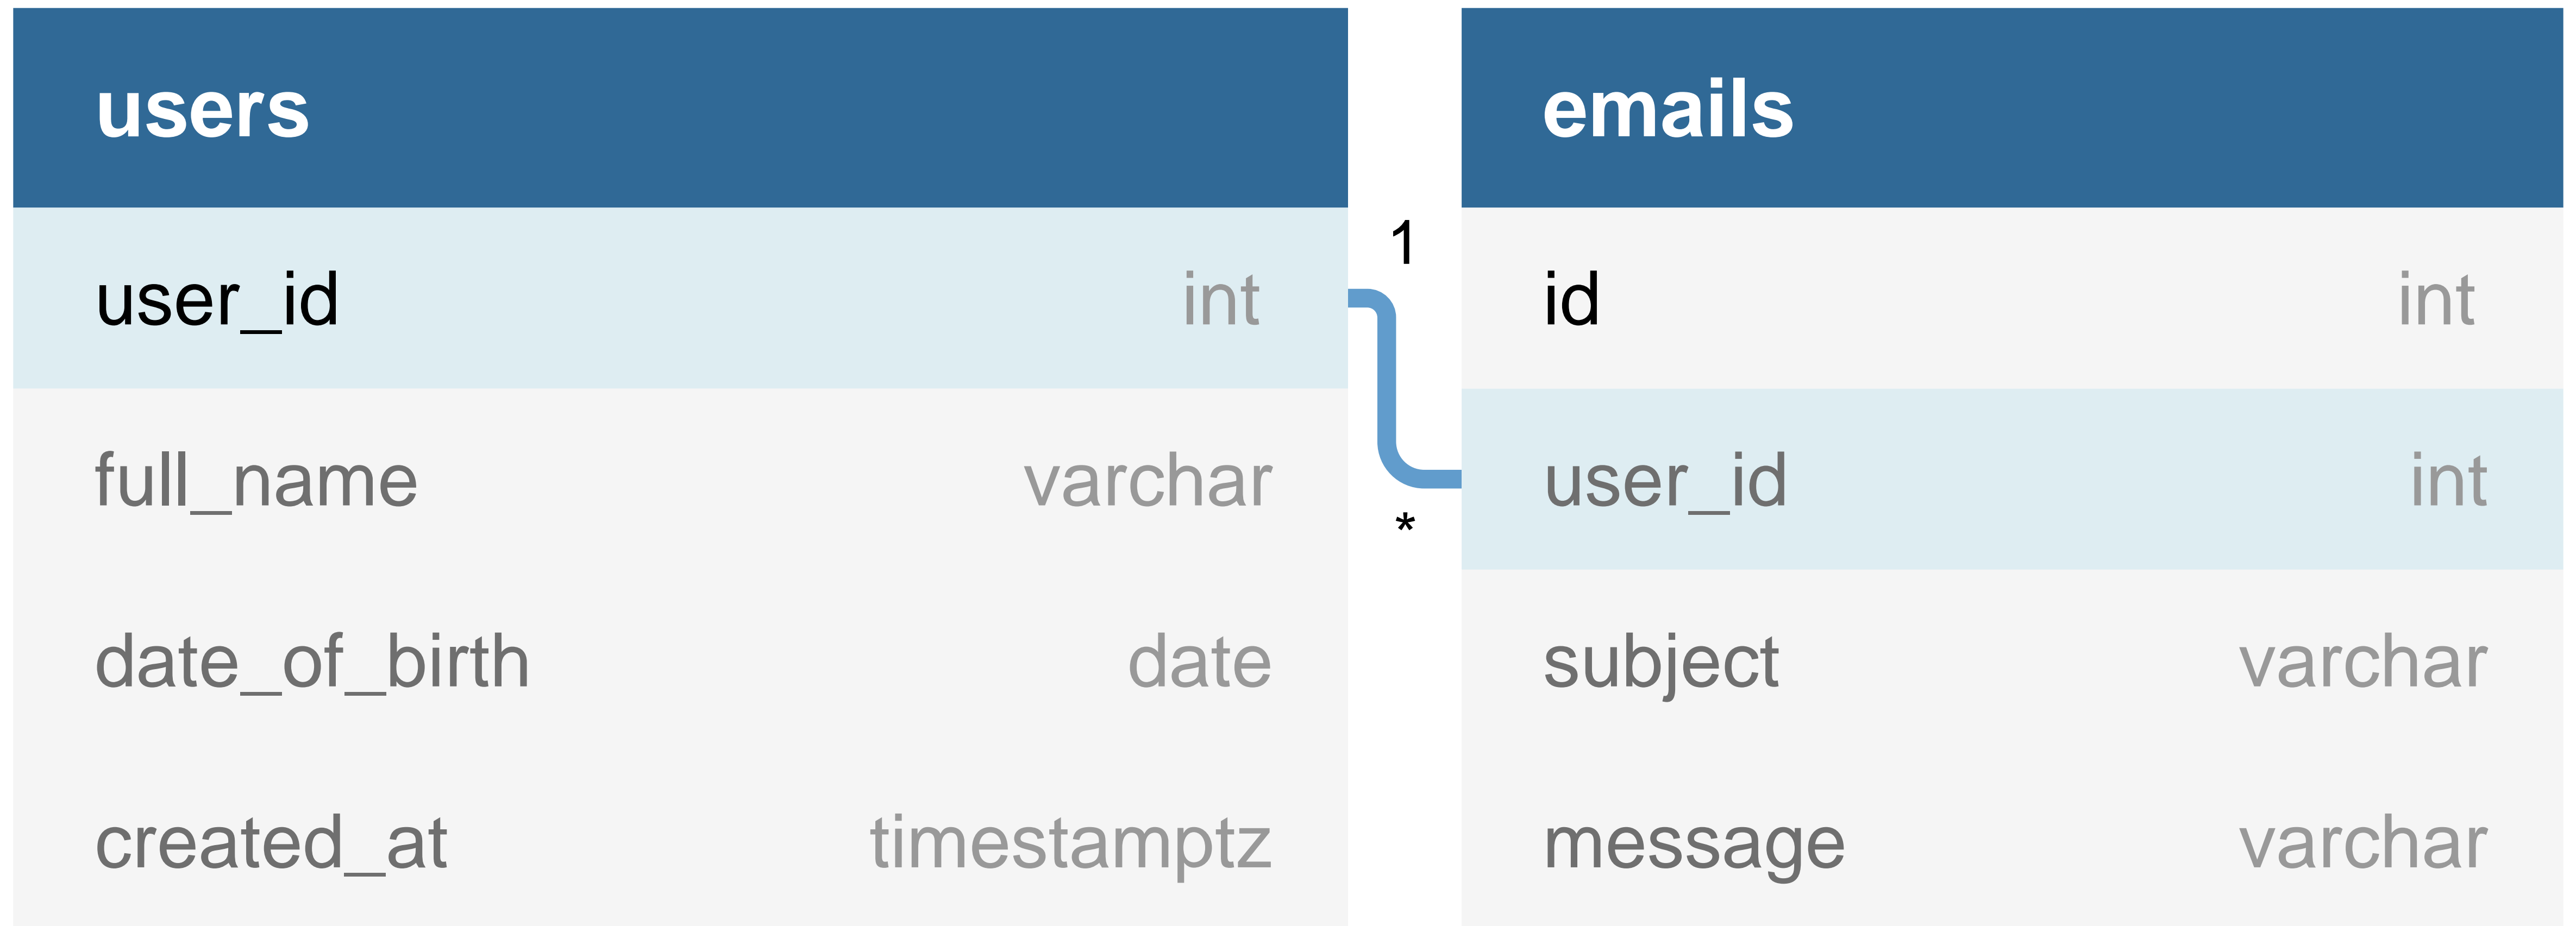 users
user_id int
full_name varchar
date_of_birth date
created_at timestamptz
1
*
emails
id int
user_id int
subject varchar
message varchar